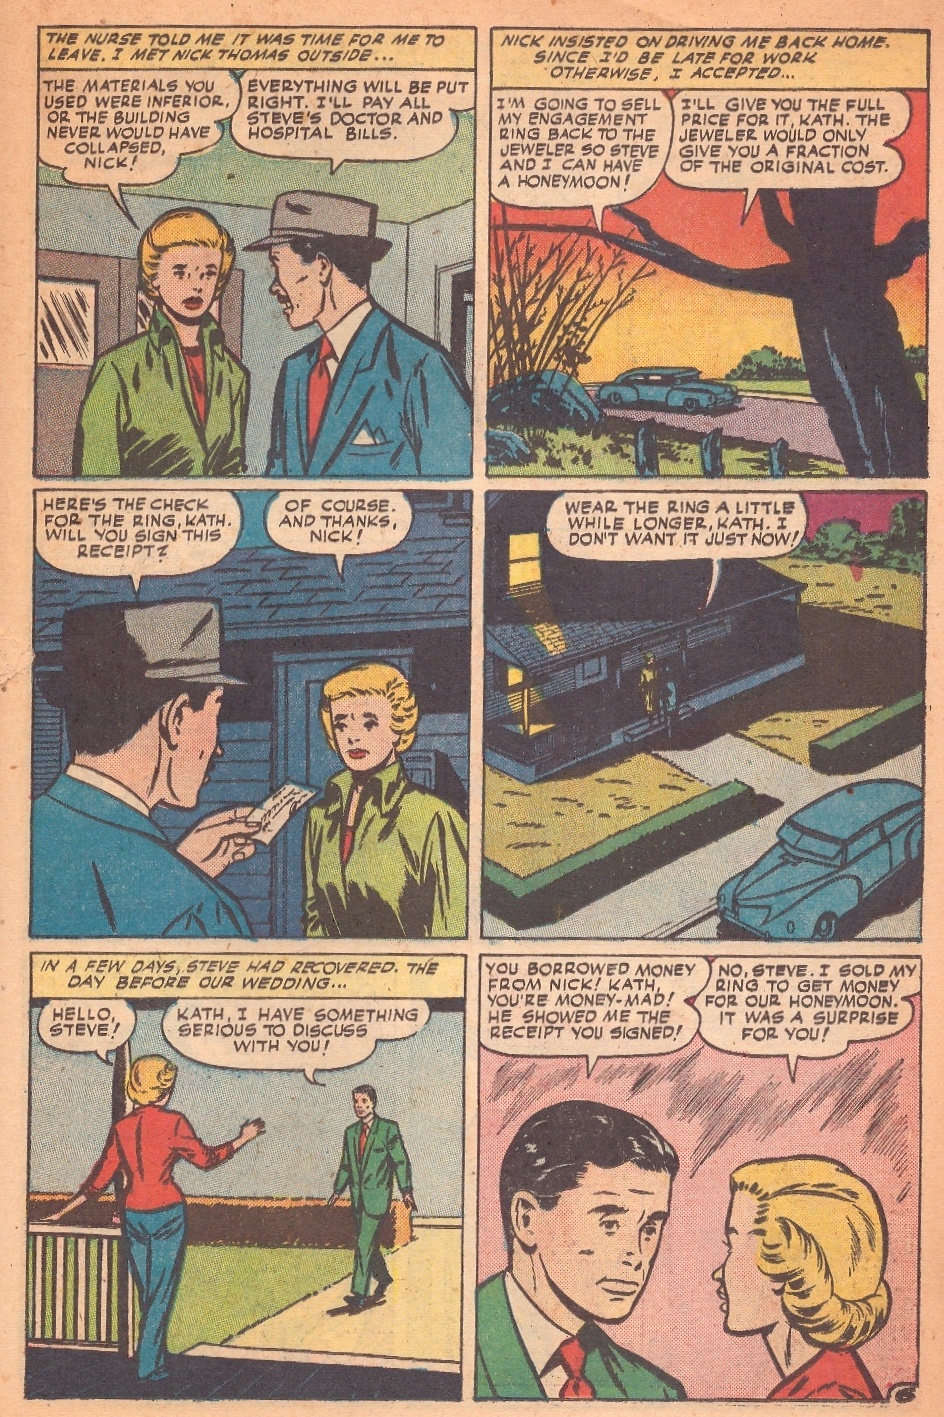 THE NURSE TOLD ME IT WAS TIME FOR ME TO
LEAVE. I MET NICK THOMAS OUTSIDE...
THE MATERIALS YOU
USED WERE INFERIOR,
OR THE BUILDING
NEVER WOULD HAVE
COLLAPSED,
NICK!
EVERYTHING WILL BE PUT
RIGHT. I'LL PAY ALL
STEVE'S DOCTOR AND
HOSPITAL BILLS.
NICK INSISTED ON DRIVING ME BACK HOME.
SINCE I'D BE LATE FOR WORK
OTHERWISE, I ACCEPTED...
I'M GOING TO SELL
MY ENGAGEMENT
RING BACK TO THE
JEWELER SO STEVE
AND I CAN HAVE
A HONEYMOON!
I'LL GIVE YOU THE FULL
PRICE FOR IT, KATH. THE
JEWELER WOULD ONLY
GIVE YOU A FRACTION
OF THE ORIGINAL COST.
HERE'S THE CHECK
FOR THE RING, KATH.
WILL YOU SIGN THIS
RECEIPT?
OF COURSE.
AND THANKS,
NICK!
WEAR THE RING A LITTLE
WHILE LONGER, KATH. I
DON'T WANT IT JUST NOW!
IN A FEW DAYS, STEVE HAD RECOVERED. THE
DAY BEFORE OUR WEDDING...
HELLO,
STEVE!
KATH, I HAVE SOMETHING
SERIOUS TO DISCUSS
WITH YOU!
YOU BORROWED MONEY
FROM NICK! KATH,
YOU'RE MONEY-MAD!
HE SHOWED ME THE
RECEIPT YOU SIGNED!
NO, STEVE. I SOLD MY
RING TO GET MONEY
FOR OUR HONEYMOON.
IT WAS A SURPRISE
FOR YOU!
6